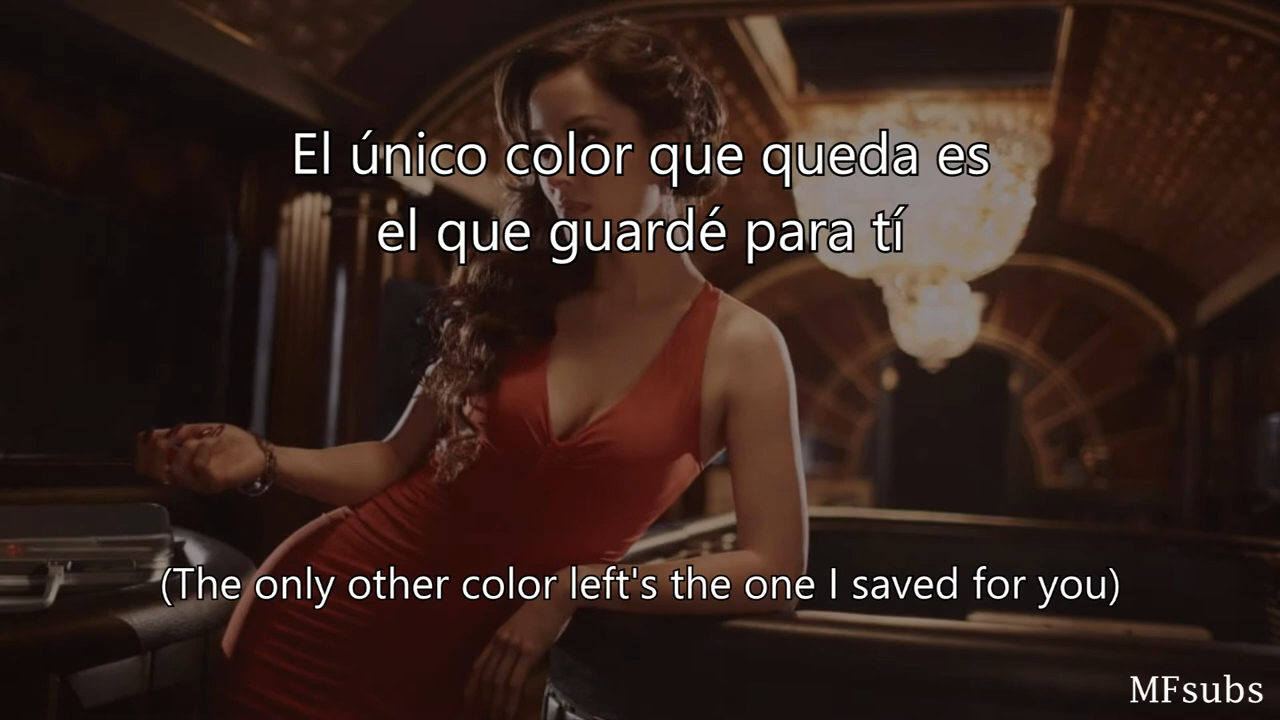 El único color que queda es
el que guardé para tí
(The only other color left's the one I saved for you)
MFsubs